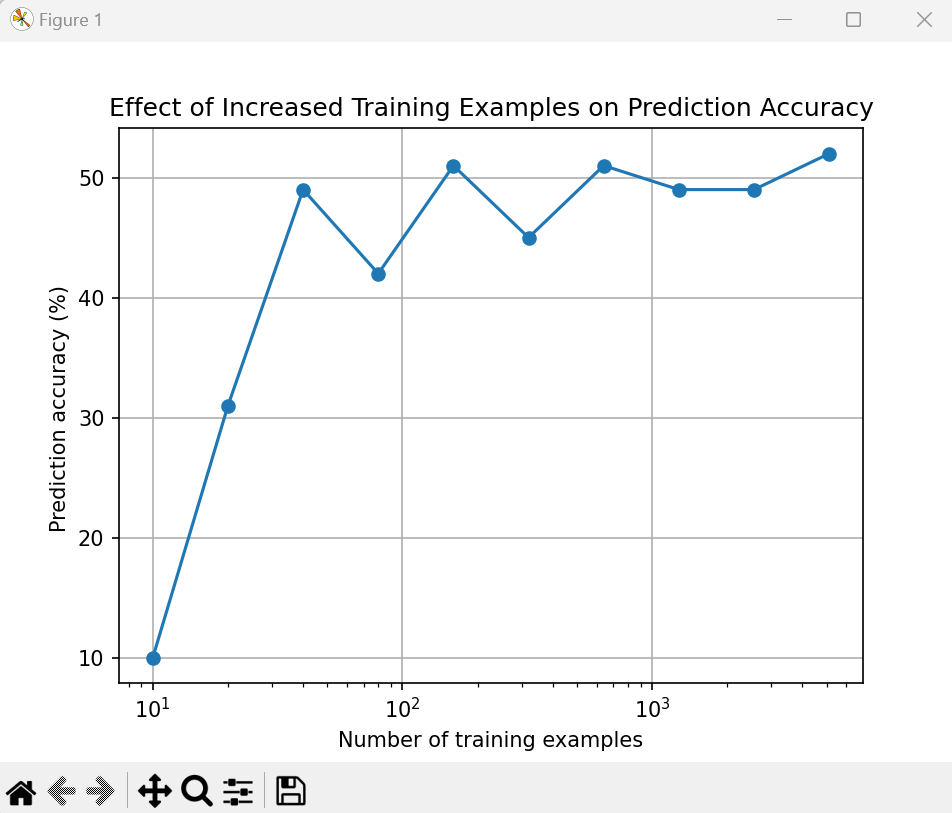 Figure 1
Effect of Increased Training Examples on Prediction Accuracy
50
40
30
20
10
Prediction accuracy (%)
10¹
10²
10³
Number of training examples